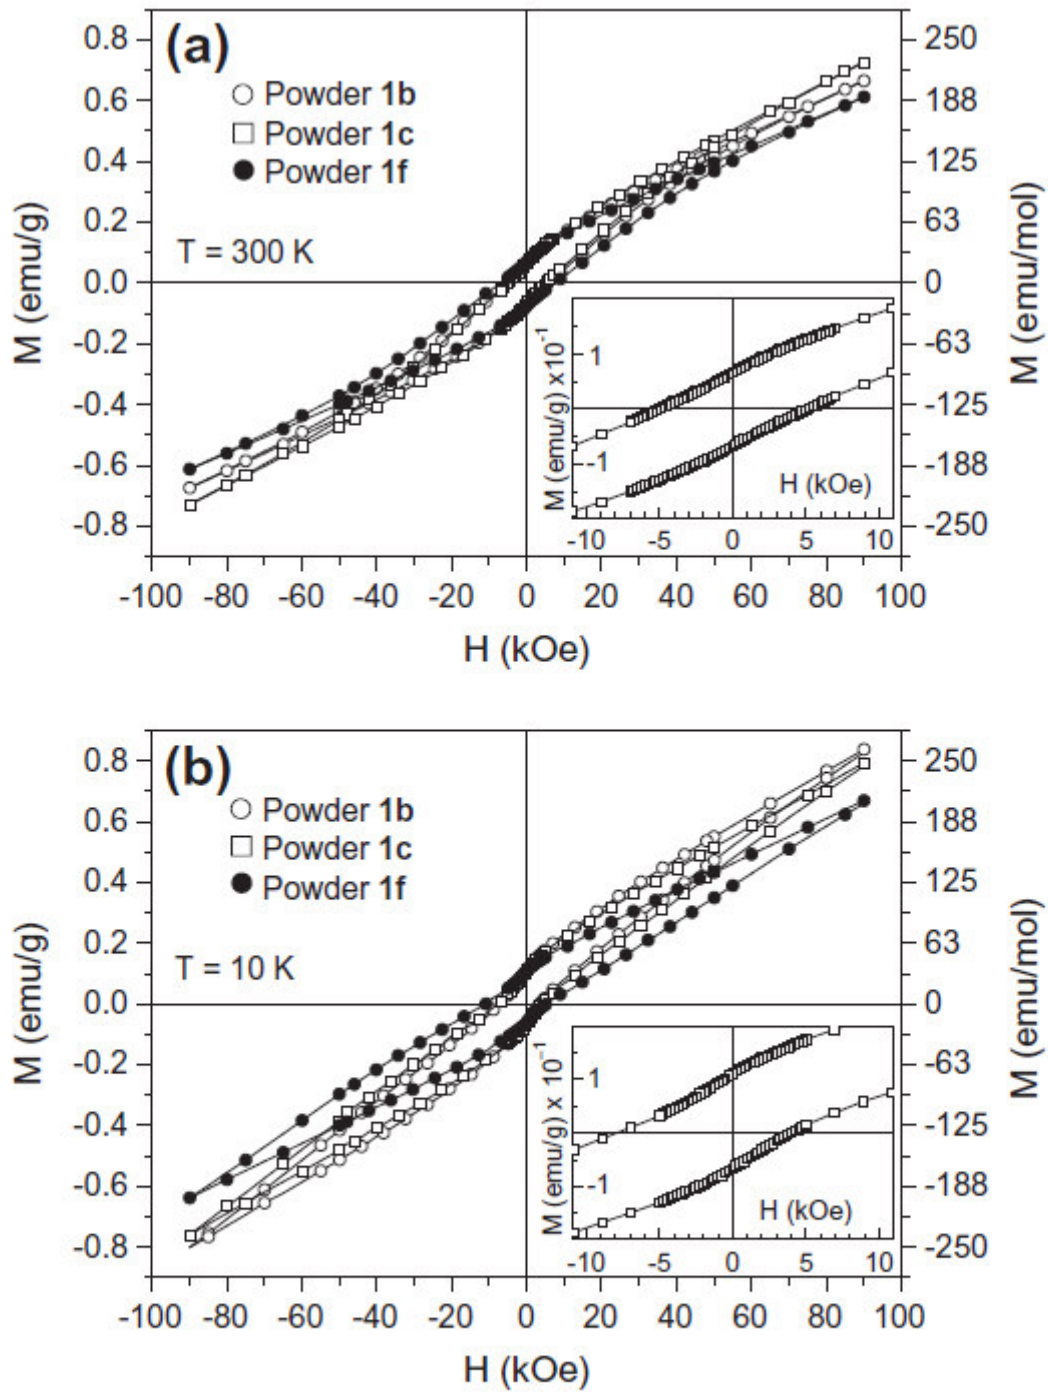 (a)
Powder 1b
Powder 1c
Powder 1f
T = 300 K
M (emu/g)
0.8
0.6
0.4
0.2
0.0
-0.2
-0.4
-0.6
-0.8
250
188
125
63
0
-63
-125
-188
-250
M (emu/mol)
M (emu/g) x10⁻¹
1
-1
H (kOe)
-10 -5 0 5 10
-100 -80 -60 -40 -20 0 20 40 60 80 100
H (kOe)
(b)
Powder 1b
Powder 1c
Powder 1f
T = 10 K
M (emu/g)
0.8
0.6
0.4
0.2
0.0
-0.2
-0.4
-0.6
-0.8
250
188
125
63
0
-63
-125
-188
-250
M (emu/mol)
M (emu/g) x 10⁻¹
1
-1
H (kOe)
-10 -5 0 5 10
-100 -80 -60 -40 -20 0 20 40 60 80 100
H (kOe)